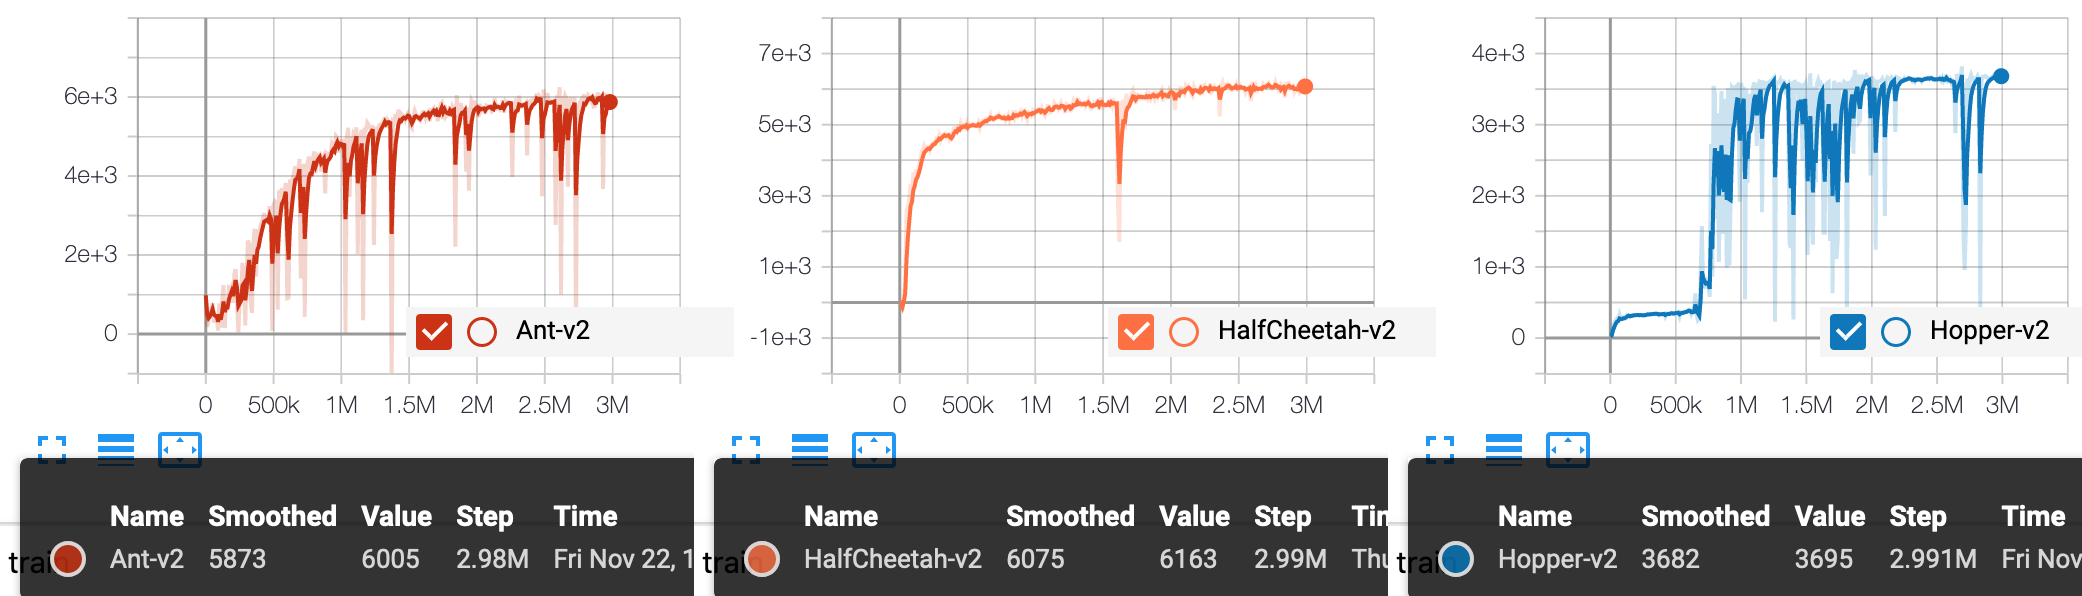 6e+3
4e+3
2e+3
0
0 500k 1M 1.5M 2M 2.5M 3M
Ant-v2
Name Smoothed Value Step Time
Ant-v2 5873 6005 2.98M Fri Nov 22, 1
train
7e+3
5e+3
3e+3
1e+3
-1e+3
0 500k 1M 1.5M 2M 2.5M 3M
HalfCheetah-v2
Name Smoothed Value Step Tim
HalfCheetah-v2 6075 6163 2.99M Thu
train
4e+3
3e+3
2e+3
1e+3
0
0 500k 1M 1.5M 2M 2.5M 3M
Hopper-v2
Name Smoothed Value Step Time
Hopper-v2 3682 3695 2.991M Fri Nov
train